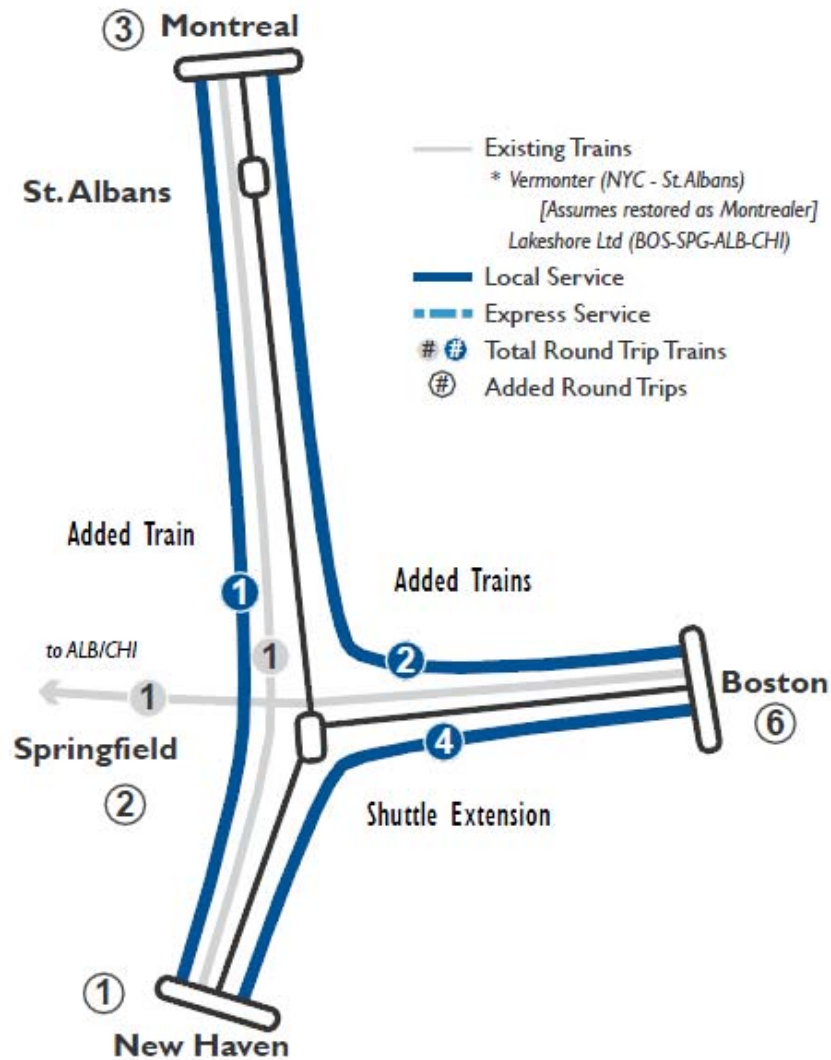 3 Montreal
St. Albans
Existing Trains
* Vermonter (NYC - St. Albans)
[Assumes restored as Montrealer]
Lakeshore Ltd (BOS-SPG-ALB-CHI)
Local Service
Express Service
# # Total Round Trip Trains
# Added Round Trips
Added Train
Added Trains
1
to ALB/CHI
1
2
1
Boston
6
Springfield
4
2
Shuttle Extension
1
New Haven